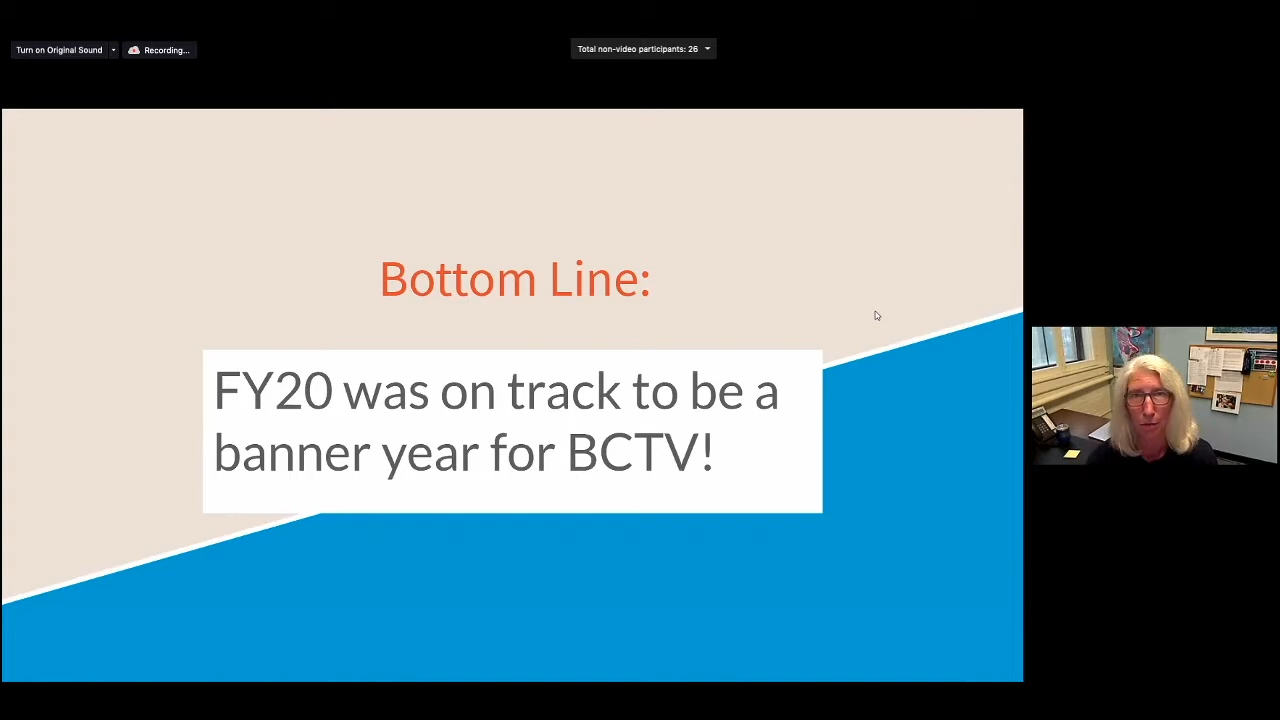 Turn on Original Sound
Recording...
Total non-video participants: 26
Bottom Line:
FY20 was on track to be a
banner year for BCTV!